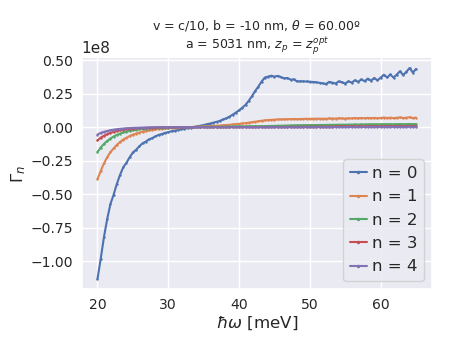 v = c/10, b = -10 nm, θ = 60.00º
a = 5031 nm, z_p = z_p^{opt}
1e8
0.50
0.25
0.00
−0.25
−0.50
−0.75
−1.00
Γ_n
n = 0
n = 1
n = 2
n = 3
n = 4
20 30 40 50 60
ℏω [meV]